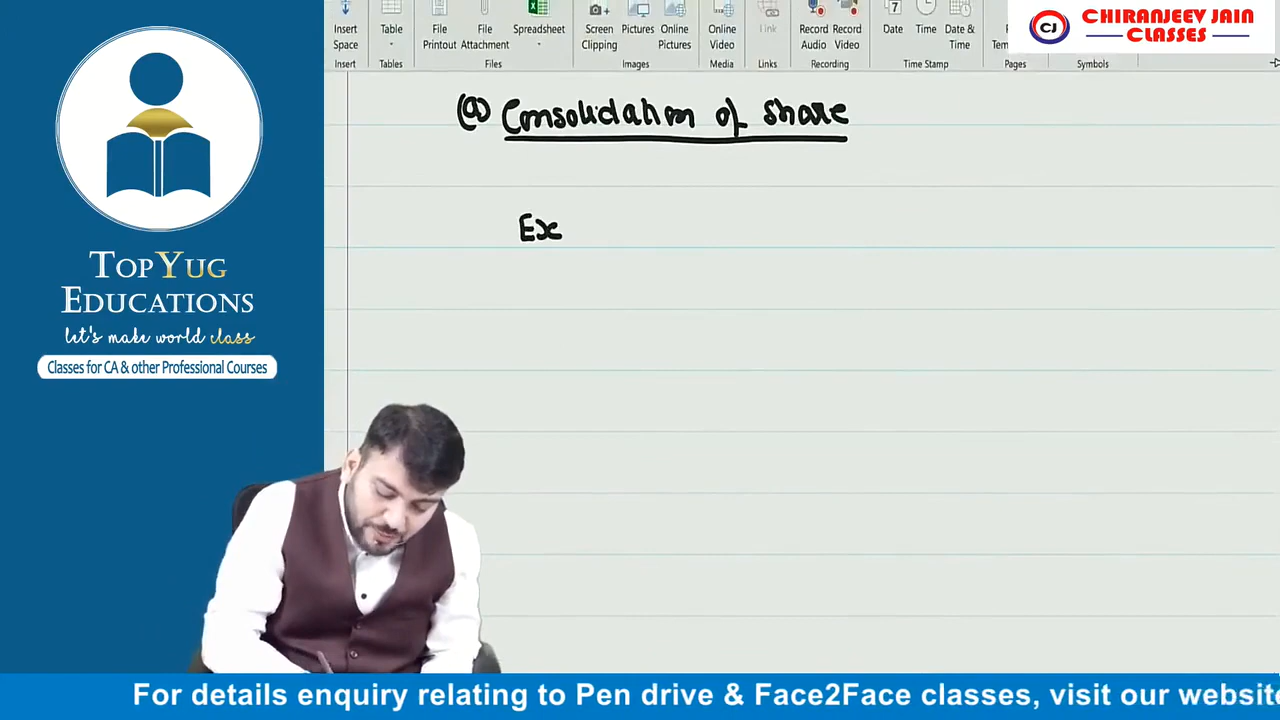 Insert
Space
Table
File
Printout
File
Attachment
Spreadsheet
Screen
Clipping
Pictures
Online
Pictures
Online
Video
Link
Record
Audio
Record
Video
Date
Time
Date &
Time
Insert
Tables
Files
Images
Media
Links
Recording
Time Stamp
Pages
Symbols
CJ
CHIRANJEEV JAIN
CLASSES
TOPYUG
EDUCATIONS
let's make world class
Classes for CA & other Professional Courses
(a) Consolidation of share
Ex
For details enquiry relating to Pen drive & Face2Face classes, visit our website